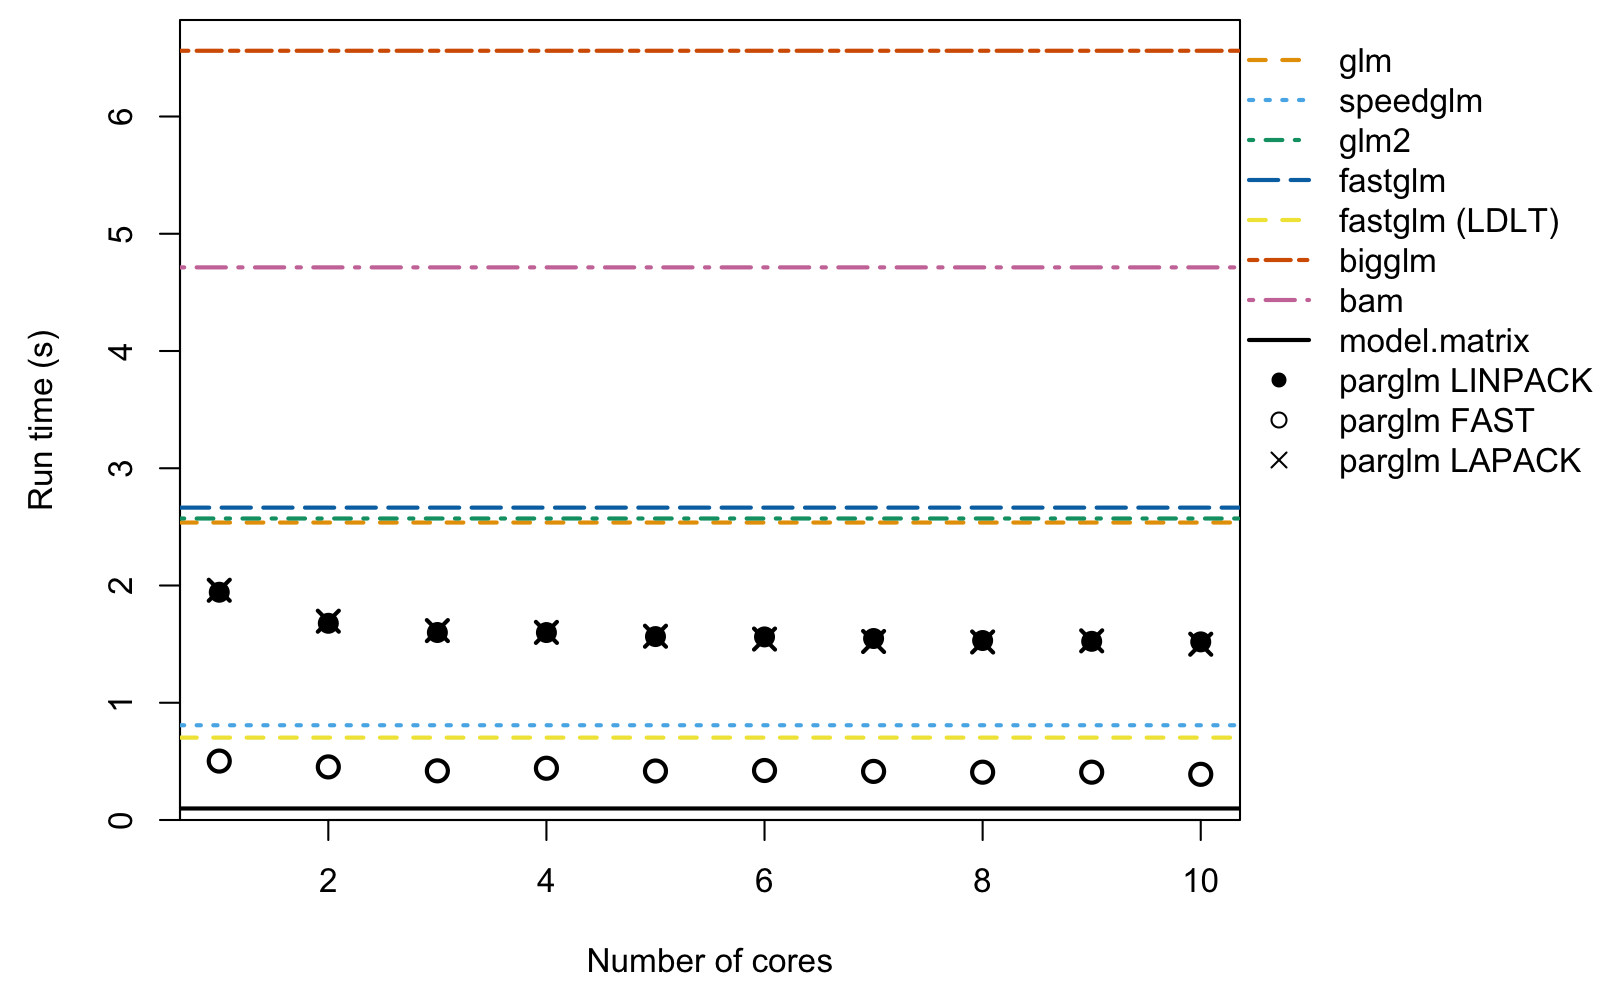 Run time (s)
6
5
4
3
2
1
0
2
4
6
8
10
Number of cores
glm
speedglm
glm2
fastglm
fastglm (LDLT)
bigglm
bam
model.matrix
parglm LINPACK
parglm FAST
parglm LAPACK